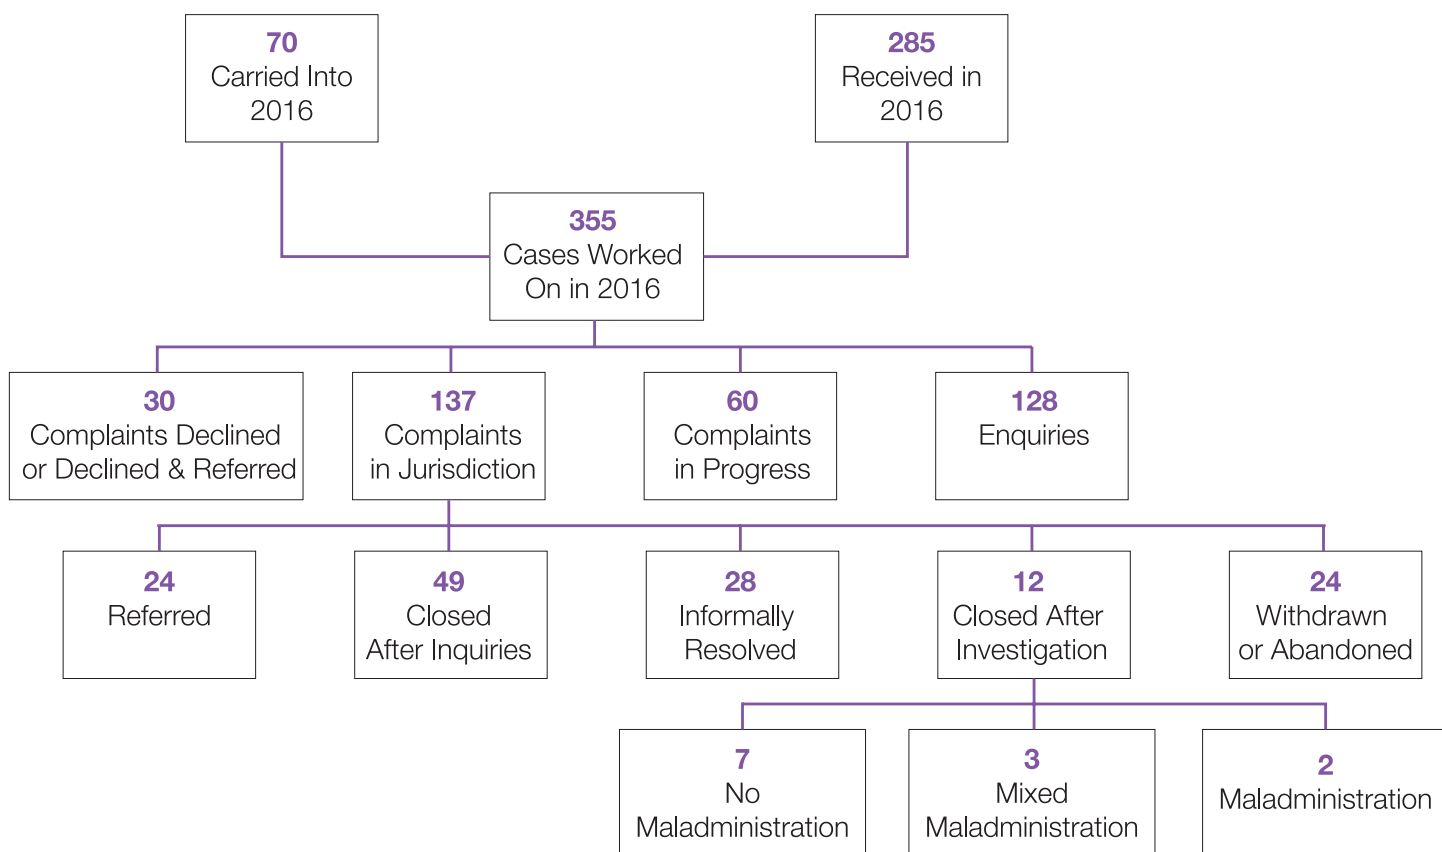 70
Carried Into
2016
285
Received in
2016
355
Cases Worked
On in 2016
30
Complaints Declined
or Declined & Referred
137
Complaints
in Jurisdiction
60
Complaints
in Progress
128
Enquiries
24
Referred
49
Closed
After Inquiries
28
Informally
Resolved
12
Closed After
Investigation
24
Withdrawn
or Abandoned
7
No
Maladministration
3
Mixed
Maladministration
2
Maladministration